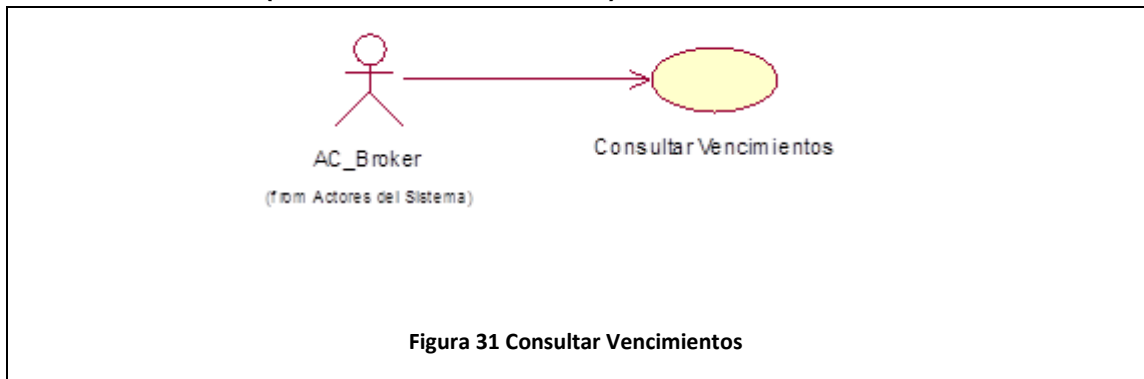 AC_Broker
Consultar Vencimientos
(from Actores del Sistema)
Figura 31 Consultar Vencimientos